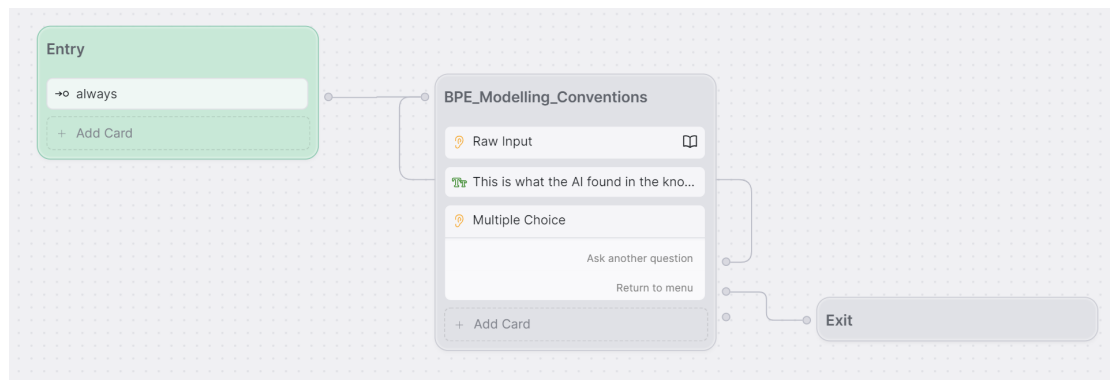 Entry
always
+ Add Card
BPE_Modelling_Conventions
Raw Input
This is what the AI found in the kno...
Multiple Choice
Ask another question
Return to menu
+ Add Card
Exit